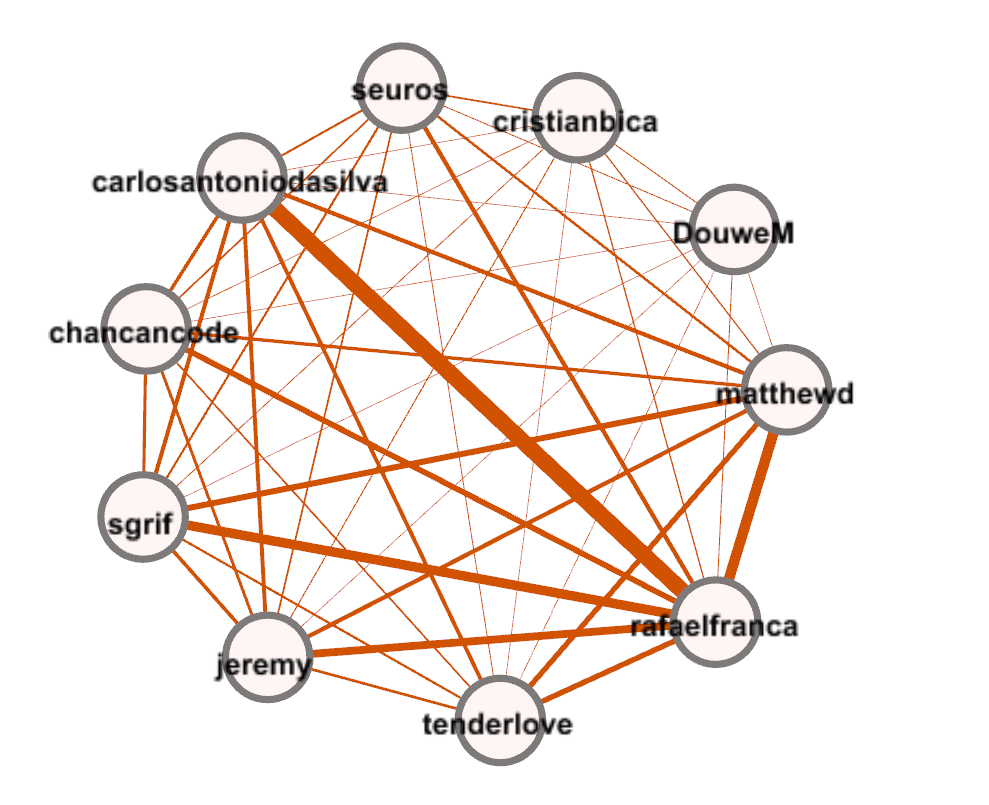 seuros
cristianbica
carlosantoniodasilva
DouweM
chancancode
matthewd
sgrif
rafaelfranca
jeremy
tenderlove